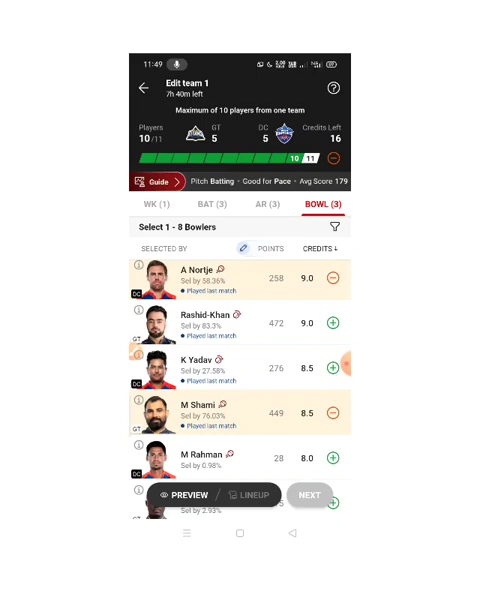 11:49
Edit team 1
7h 40m left
Maximum of 10 players from one team
Players
10/11
GT
5
DC
5
Credits Left
16
10 11
Guide
Pitch Batting · Good for Pace · Avg Score 179
WK (1) BAT (3) AR (3) BOWL (3)
Select 1 - 8 Bowlers
SELECTED BY POINTS CREDITS↓
A Nortje
Sel by 58.36%
Played last match
258 9.0
DC
Rashid-Khan
Sel by 83.3%
Played last match
472 9.0
GT
K Yadav
Sel by 27.58%
Played last match
276 8.5
DC
M Shami
Sel by 76.03%
Played last match
449 8.5
GT
M Rahman
Sel by 0.98%
28 8.0
DC
PREVIEW / LINEUP
NEXT
Sel by 2.93%